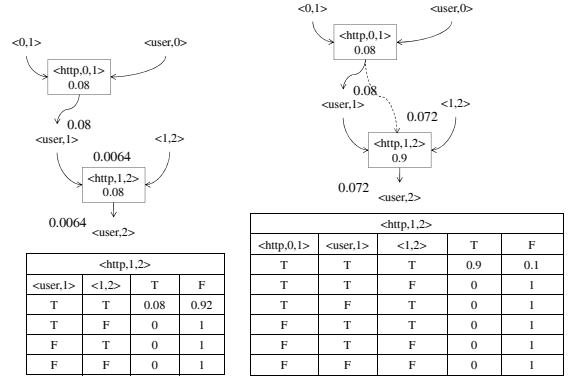 <0,1>
<user,0>
<http,0,1>
0.08
0.08
<user,1>
<1,2>
0.0064
<http,1,2>
0.08
0.0064
<user,2>
<http,1,2>
<user,1> <1,2> T F
T T 0.08 0.92
T F 0 1
F T 0 1
F F 0 1
<0,1>
<user,0>
<http,0,1>
0.08
0.08
<user,1>
<1,2>
0.072
<http,1,2>
0.9
0.072
<user,2>
<http,1,2>
<http,0,1> <user,1> <1,2> T F
T T T 0.9 0.1
T T F 0 1
T F T 0 1
F T T 0 1
F T F 0 1
F F F 0 1